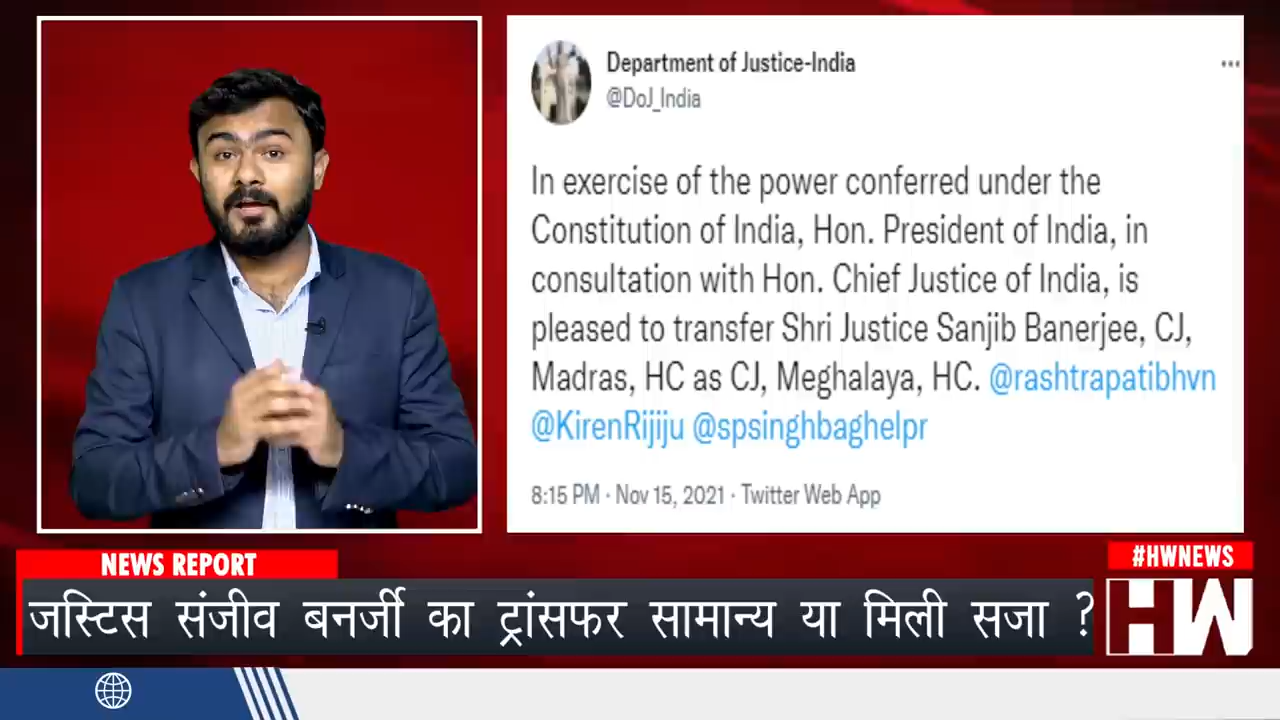 Department of Justice-India
@DoJ_India
In exercise of the power conferred under the
Constitution of India, Hon. President of India, in
consultation with Hon. Chief Justice of India, is
pleased to transfer Shri Justice Sanjib Banerjee, CJ,
Madras, HC as CJ, Meghalaya, HC. @rashtrapatibhvn
@KirenRijiju @spsinghbaghelpr
8:15 PM · Nov 15, 2021 · Twitter Web App
NEWS REPORT
#HWNEWS
जस्टिस संजीव बनर्जी का ट्रांसफर सामान्य या मिली सजा ?
HW